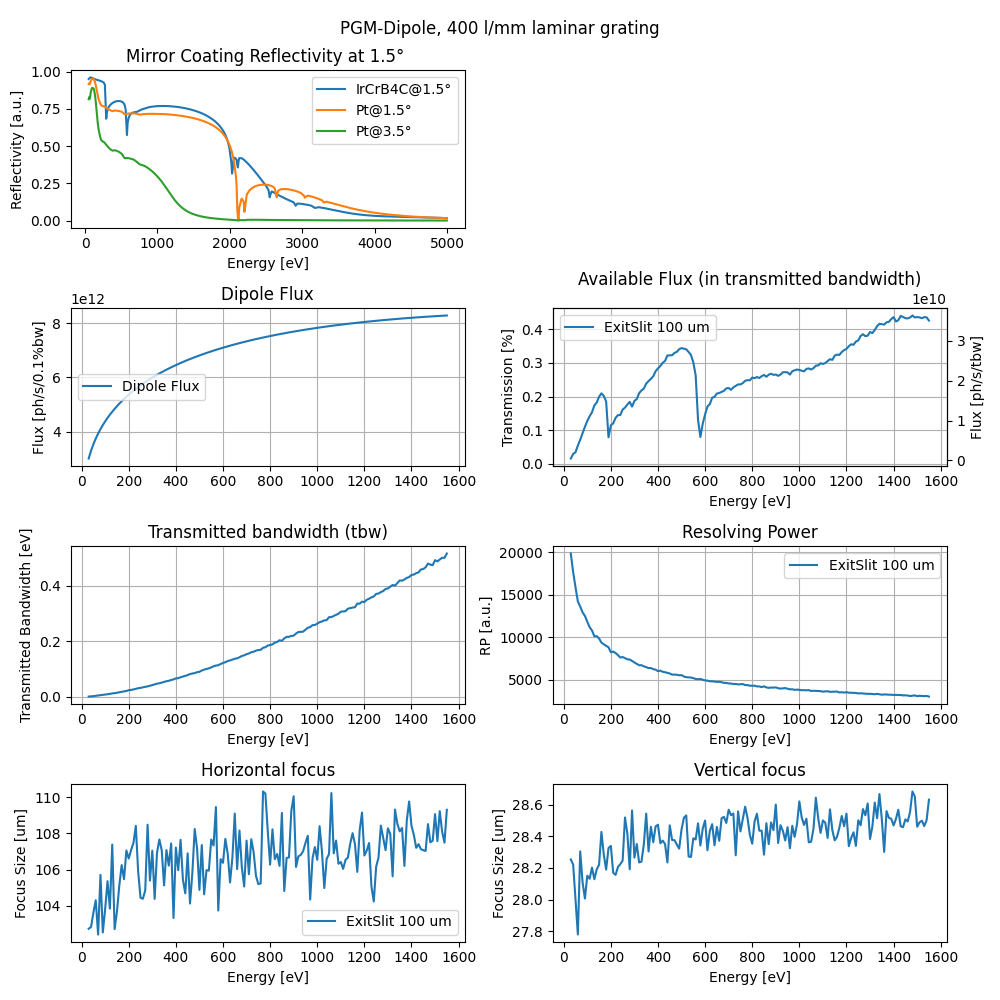 PGM-Dipole, 400 l/mm laminar grating
Mirror Coating Reflectivity at 1.5°
Reflectivity [a.u.]
1.00
0.75
0.50
0.25
0.00
IrCrB4C@1.5°
Pt@1.5°
Pt@3.5°
0 1000 2000 3000 4000 5000
Energy [eV]
Dipole Flux
1e12
Flux [ph/s/0.1%bw]
8
6
4
Dipole Flux
0 200 400 600 800 1000 1200 1400 1600
Available Flux (in transmitted bandwidth)
1e10
Transmission [%]
0.4
0.3
0.2
0.1
0.0
ExitSlit 100 um
3
2
1
0
Flux [ph/s/tbw]
0 200 400 600 800 1000 1200 1400 1600
Energy [eV]
Transmitted bandwidth (tbw)
Transmitted Bandwidth [eV]
0.4
0.2
0.0
0 200 400 600 800 1000 1200 1400 1600
Energy [eV]
Resolving Power
RP [a.u.]
20000
15000
10000
5000
ExitSlit 100 um
0 200 400 600 800 1000 1200 1400 1600
Energy [eV]
Horizontal focus
Focus Size [um]
110
108
106
104
ExitSlit 100 um
0 200 400 600 800 1000 1200 1400 1600
Energy [eV]
Vertical focus
Focus Size [um]
28.6
28.4
28.2
28.0
27.8
0 200 400 600 800 1000 1200 1400 1600
Energy [eV]